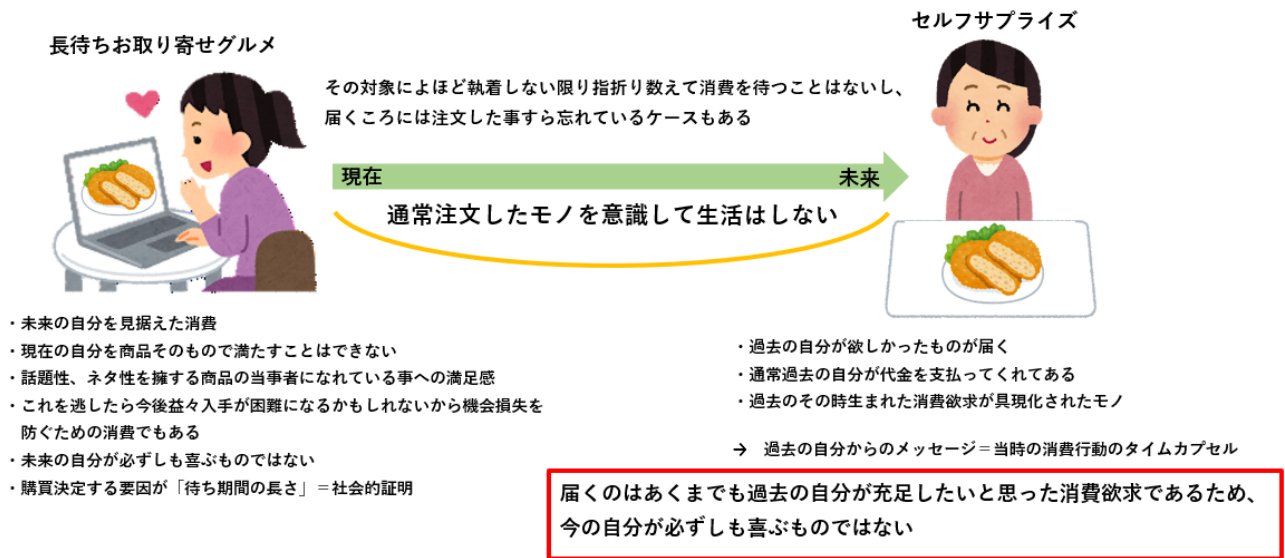 長待ちお取り寄せグルメ
セルフサプライズ
その対象によほど執着しない限り指折り数えて消費を待つことはないし、
届くころには注文した事すら忘れているケースもある
現在
未来
通常注文したモノを意識して生活はしない
・未来の自分を見据えた消費
・現在の自分を商品そのもので満たすことはできない
・話題性、ネタ性を擁する商品の当事者になれている事への満足感
・これを逃したら今後益々入手が困難になるかもしれないから機会損失を
防ぐための消費でもある
・未来の自分が必ずしも喜ぶものではない
・購買決定する要因が「待ち期間の長さ」＝社会的証明
・過去の自分が欲しかったものが届く
・通常過去の自分が代金を支払ってくれてある
・過去のその時生まれた消費欲求が具現化されたモノ
→ 過去の自分からのメッセージ＝当時の消費行動のタイムカプセル
届くのはあくまでも過去の自分が充足したいと思った消費欲求であるため、
今の自分が必ずしも喜ぶものではない